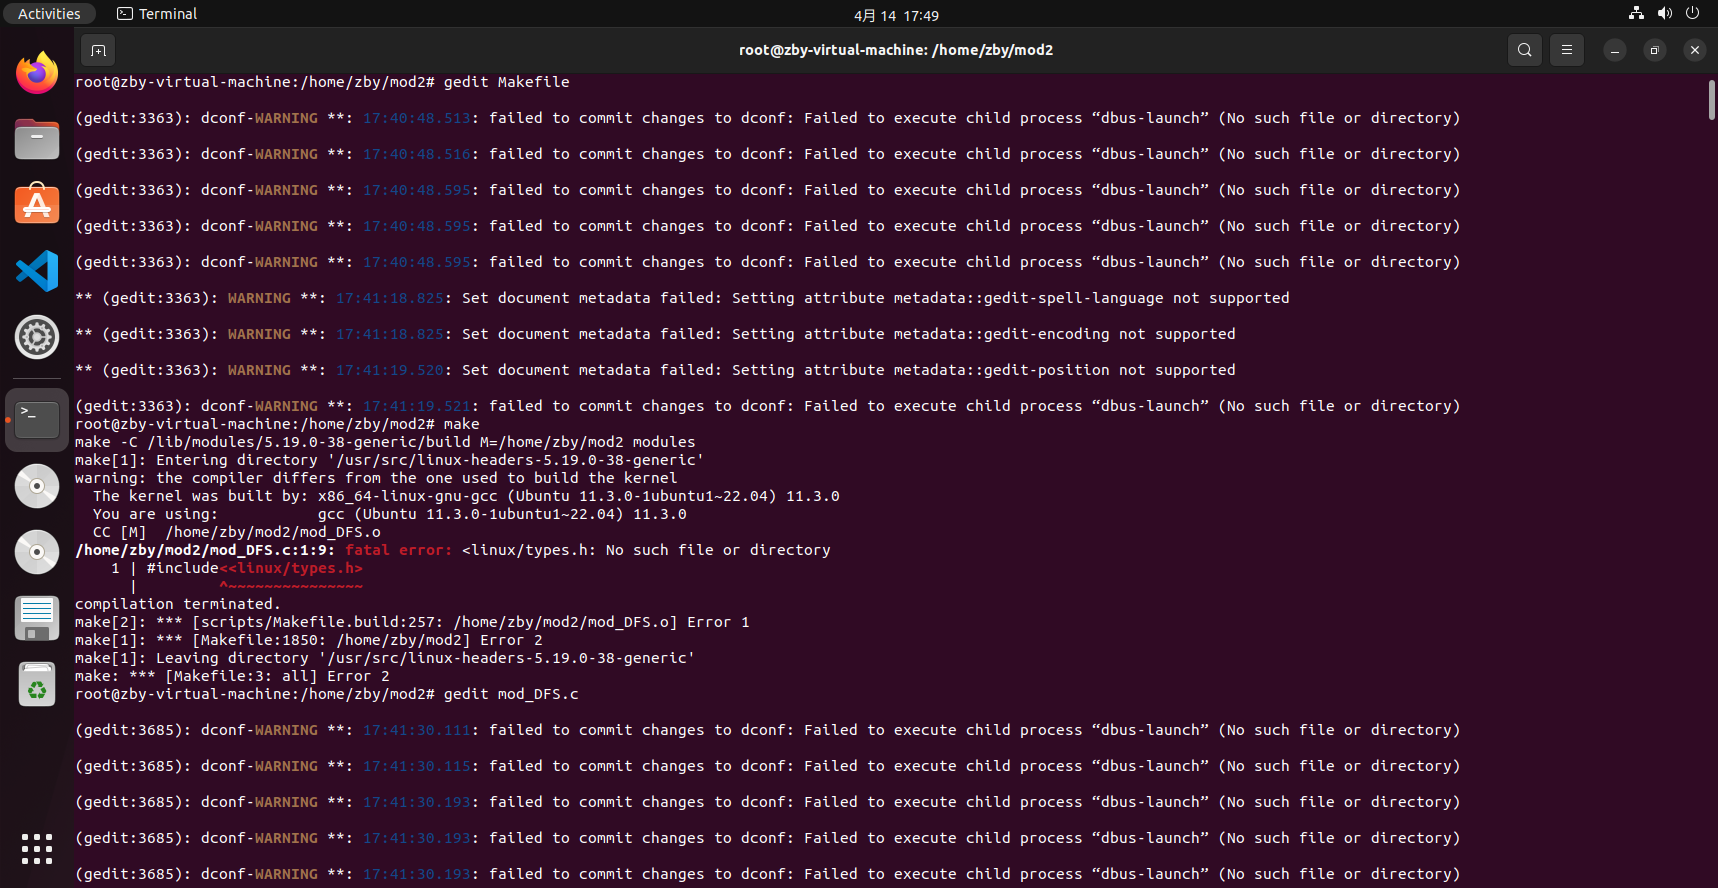 Activities
Terminal
4月 14 17:49
root@zby-virtual-machine: /home/zby/mod2
root@zby-virtual-machine:/home/zby/mod2# gedit Makefile
(gedit:3363): dconf-WARNING **: 17:40:48.513: failed to commit changes to dconf: Failed to execute child process “dbus-launch” (No such file or directory)
(gedit:3363): dconf-WARNING **: 17:40:48.516: failed to commit changes to dconf: Failed to execute child process “dbus-launch” (No such file or directory)
(gedit:3363): dconf-WARNING **: 17:40:48.595: failed to commit changes to dconf: Failed to execute child process “dbus-launch” (No such file or directory)
(gedit:3363): dconf-WARNING **: 17:40:48.595: failed to commit changes to dconf: Failed to execute child process “dbus-launch” (No such file or directory)
(gedit:3363): dconf-WARNING **: 17:40:48.595: failed to commit changes to dconf: Failed to execute child process “dbus-launch” (No such file or directory)
** (gedit:3363): WARNING **: 17:41:18.825: Set document metadata failed: Setting attribute metadata::gedit-spell-language not supported
** (gedit:3363): WARNING **: 17:41:18.825: Set document metadata failed: Setting attribute metadata::gedit-encoding not supported
** (gedit:3363): WARNING **: 17:41:19.520: Set document metadata failed: Setting attribute metadata::gedit-position not supported
(gedit:3363): dconf-WARNING **: 17:41:19.521: failed to commit changes to dconf: Failed to execute child process “dbus-launch” (No such file or directory)
root@zby-virtual-machine:/home/zby/mod2# make
make -C /lib/modules/5.19.0-38-generic/build M=/home/zby/mod2 modules
make[1]: Entering directory '/usr/src/linux-headers-5.19.0-38-generic'
warning: the compiler differs from the one used to build the kernel
  The kernel was built by: x86_64-linux-gnu-gcc (Ubuntu 11.3.0-1ubuntu1~22.04) 11.3.0
  You are using:           gcc (Ubuntu 11.3.0-1ubuntu1~22.04) 11.3.0
  CC [M]  /home/zby/mod2/mod_DFS.o
/home/zby/mod2/mod_DFS.c:1:9: fatal error: <linux/types.h: No such file or directory
    1 | #include<<linux/types.h>
      |         ^~~~~~~~~~~~~~~~
compilation terminated.
make[2]: *** [scripts/Makefile.build:257: /home/zby/mod2/mod_DFS.o] Error 1
make[1]: *** [Makefile:1850: /home/zby/mod2] Error 2
make[1]: Leaving directory '/usr/src/linux-headers-5.19.0-38-generic'
make: *** [Makefile:3: all] Error 2
root@zby-virtual-machine:/home/zby/mod2# gedit mod_DFS.c
(gedit:3685): dconf-WARNING **: 17:41:30.111: failed to commit changes to dconf: Failed to execute child process “dbus-launch” (No such file or directory)
(gedit:3685): dconf-WARNING **: 17:41:30.115: failed to commit changes to dconf: Failed to execute child process “dbus-launch” (No such file or directory)
(gedit:3685): dconf-WARNING **: 17:41:30.193: failed to commit changes to dconf: Failed to execute child process “dbus-launch” (No such file or directory)
(gedit:3685): dconf-WARNING **: 17:41:30.193: failed to commit changes to dconf: Failed to execute child process “dbus-launch” (No such file or directory)
(gedit:3685): dconf-WARNING **: 17:41:30.193: failed to commit changes to dconf: Failed to execute child process “dbus-launch” (No such file or directory)